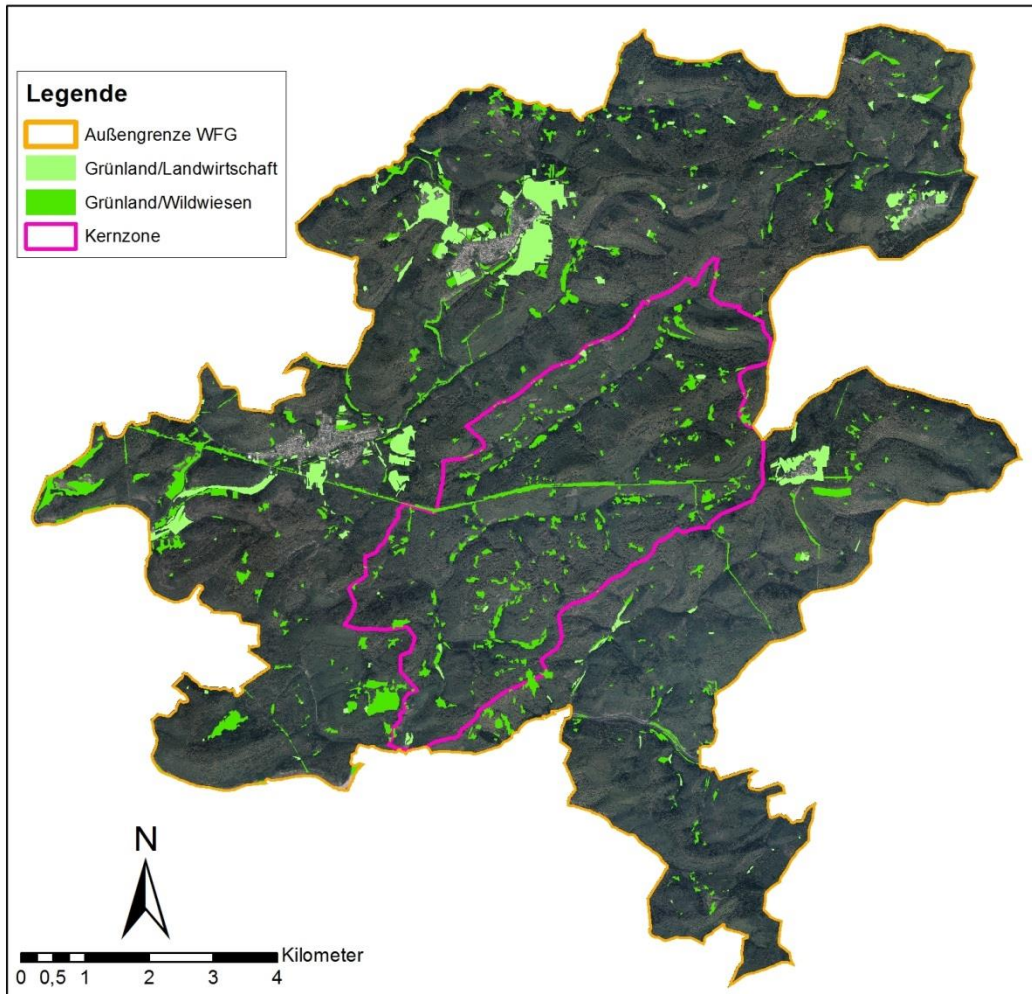 Legende
Außengrenze WFG
Grünland/Landwirtschaft
Grünland/Wildwiesen
Kernzone
N
Kilometer
0 0,5 1 2 3 4